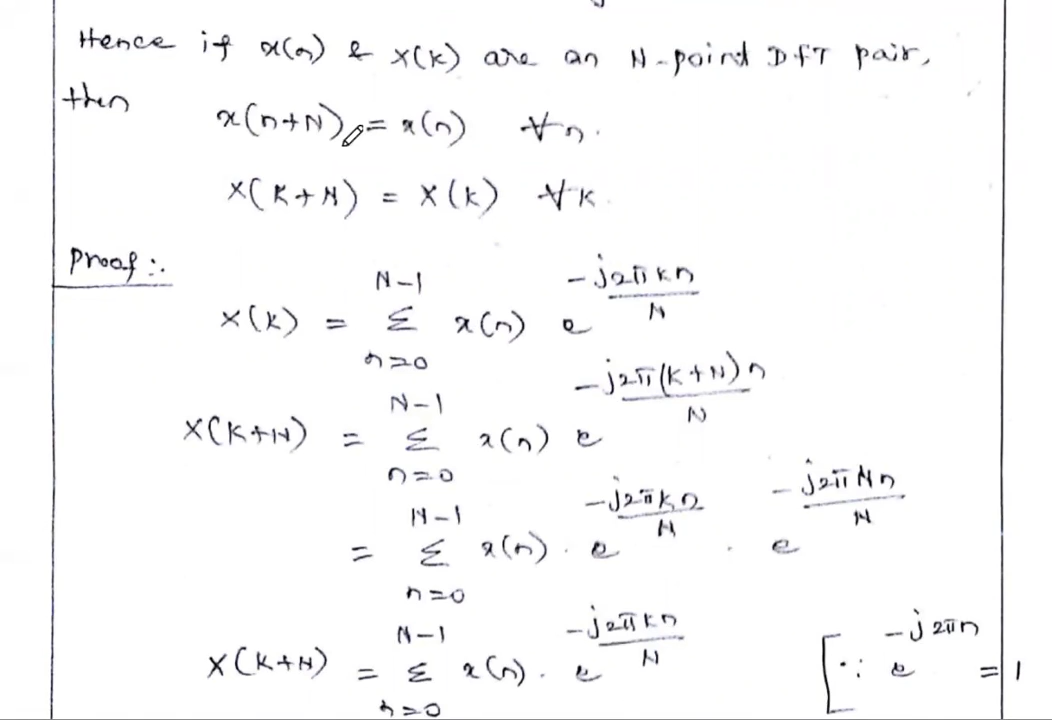 Hence if x(n) & X(K) are an N-point DFT pair,
then
x(n+N) = x(n) ∀n.
X(K+N) = X(K) ∀K.
Proof:.
X(K) = Σ_{n=0}^{N-1} x(n) e^{-j2πKn/N}
X(K+N) = Σ_{n=0}^{N-1} x(n) e^{-j2π(K+N)n/N}
= Σ_{n=0}^{N-1} x(n) . e^{-j2πKn/N} . e^{-j2πNn/N}
X(K+N) = Σ_{n=0}^{N-1} x(n) . e^{-j2πKn/N} [∵ e^{-j2πn} = 1